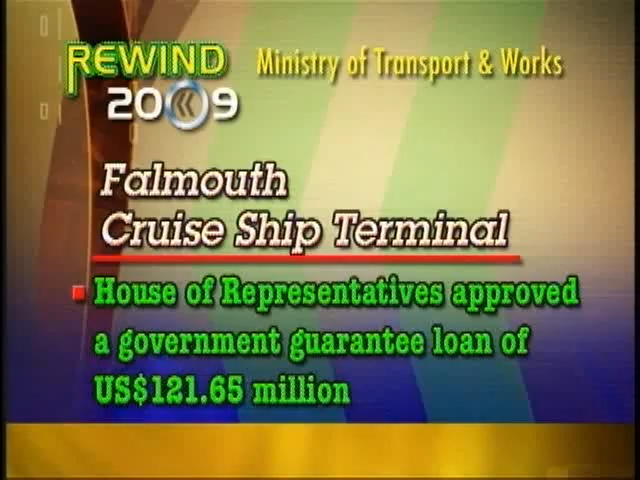 REWIND
2009
Ministry of Transport & Works
Falmouth
Cruise Ship Terminal
House of Representatives approved
a government guarantee loan of
US$121.65 million